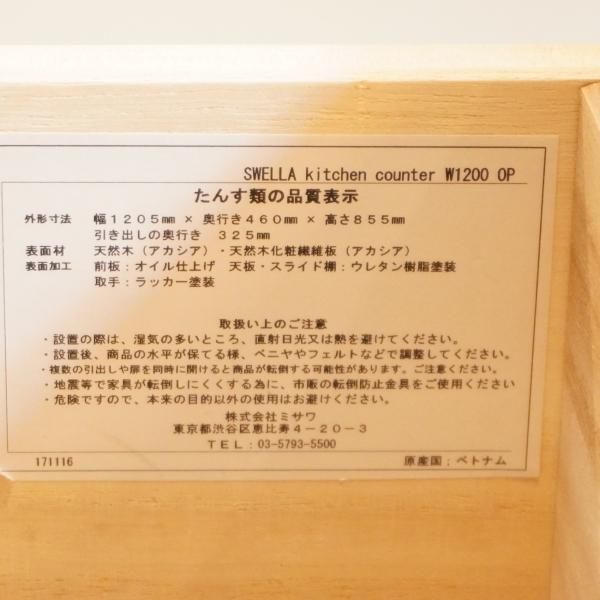 SWELLA kitchen counter W1200 OP
たんす類の品質表示
外形寸法 幅1205mm × 奥行き460mm × 高さ855mm
引き出しの奥行き 325mm
表面材 天然木（アカシア）・天然木化粧繊維板（アカシア）
表面加工 前板：オイル仕上げ 天板・スライド棚：ウレタン樹脂塗装
取手：ラッカー塗装
取扱い上のご注意
・設置の際は、湿気の多いところ、直射日光又は熱を避けてください。
・設置後、商品の水平が保てる様、ベニヤやフェルトなどで調整してください。
・複数の引出しや扉を同時に開けると商品が転倒する可能性があります。ご注意ください。
・地震等で家具が転倒しにくくする為に、市販の転倒防止金具をご使用ください
・危険ですので、本来の目的以外の使用はお避けください。
株式会社ミサワ
東京都渋谷区恵比寿4-20-3
TEL：03-5793-5500
171116 原産国：ベトナム